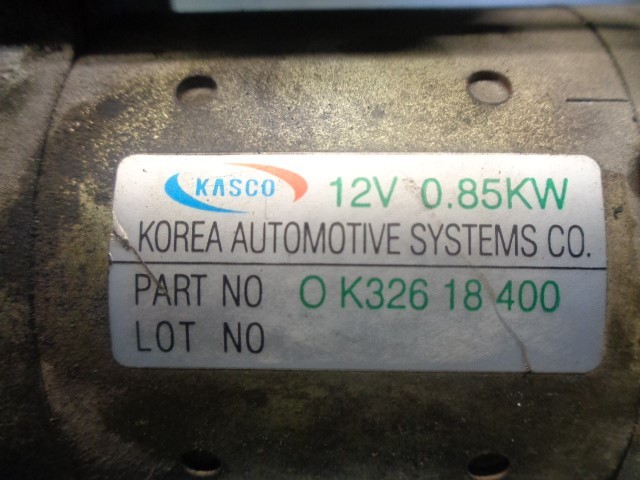 KASCO 12V 0.85KW
KOREA AUTOMOTIVE SYSTEMS CO.
PART NO O K326 18 400
LOT NO